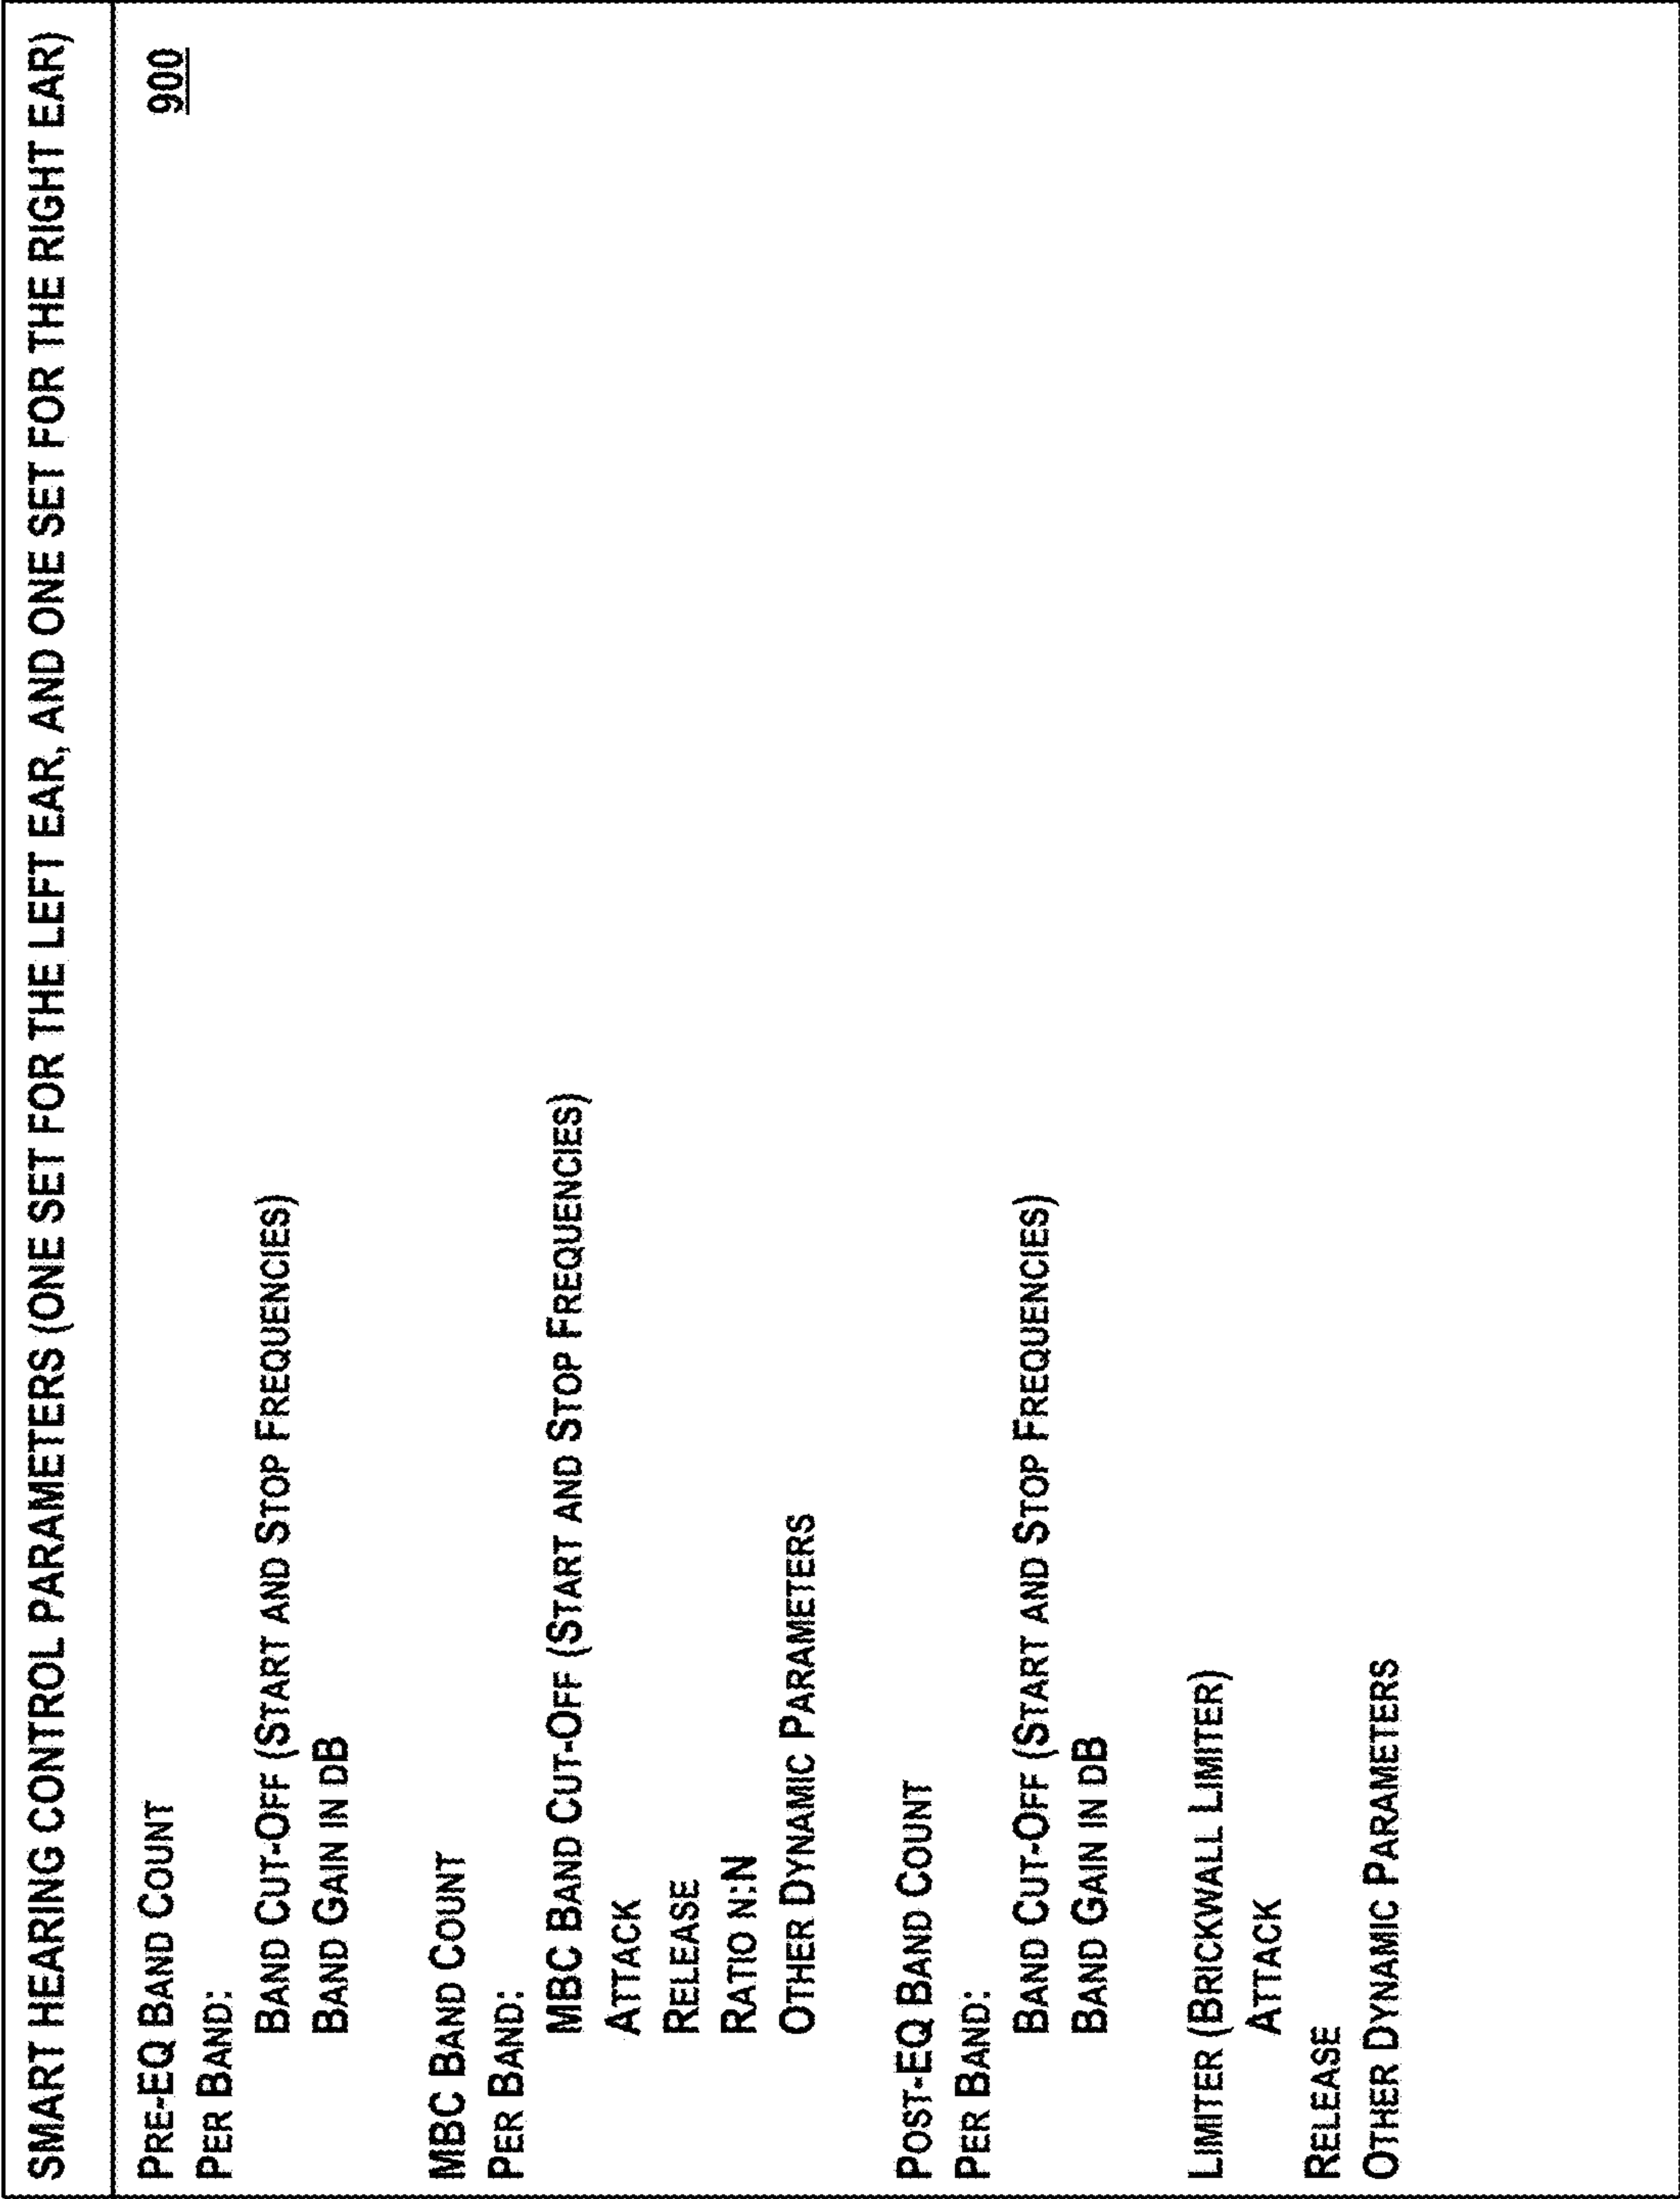 SMART HEARING CONTROL PARAMETERS (ONE SET FOR THE LEFT EAR, AND ONE SET FOR THE RIGHT EAR)
900
PRE-EQ BAND COUNT
PER BAND:
BAND CUT-OFF (START AND STOP FREQUENCIES)
BAND GAIN IN DB
MBC BAND COUNT
PER BAND:
MBC BAND CUT-OFF (START AND STOP FREQUENCIES)
ATTACK
RELEASE
RATIO N:N
OTHER DYNAMIC PARAMETERS
POST-EQ BAND COUNT
PER BAND:
BAND CUT-OFF (START AND STOP FREQUENCIES)
BAND GAIN IN DB
LIMITER (BRICKWALL LIMITER)
ATTACK
RELEASE
OTHER DYNAMIC PARAMETERS